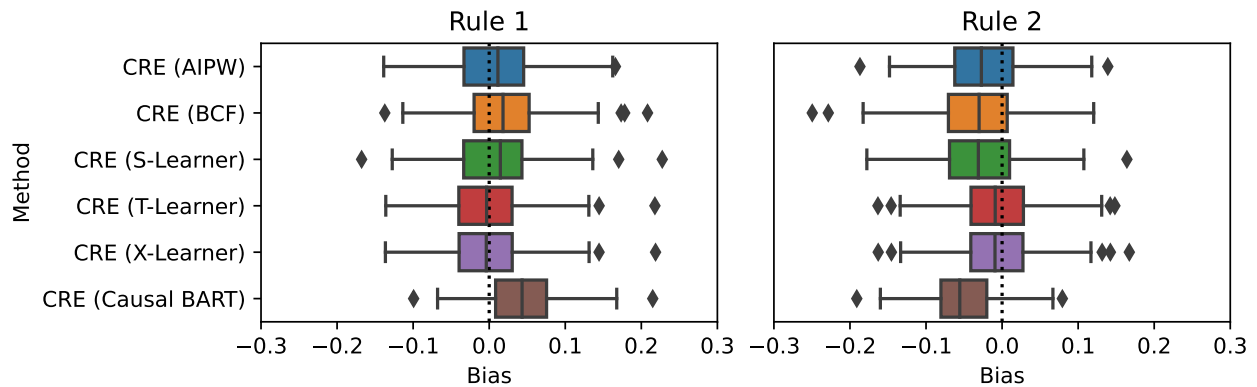 Rule 1
Rule 2
Method
CRE (AIPW)
CRE (BCF)
CRE (S-Learner)
CRE (T-Learner)
CRE (X-Learner)
CRE (Causal BART)
−0.3 −0.2 −0.1 0.0 0.1 0.2 0.3
−0.3 −0.2 −0.1 0.0 0.1 0.2 0.3
Bias
Bias